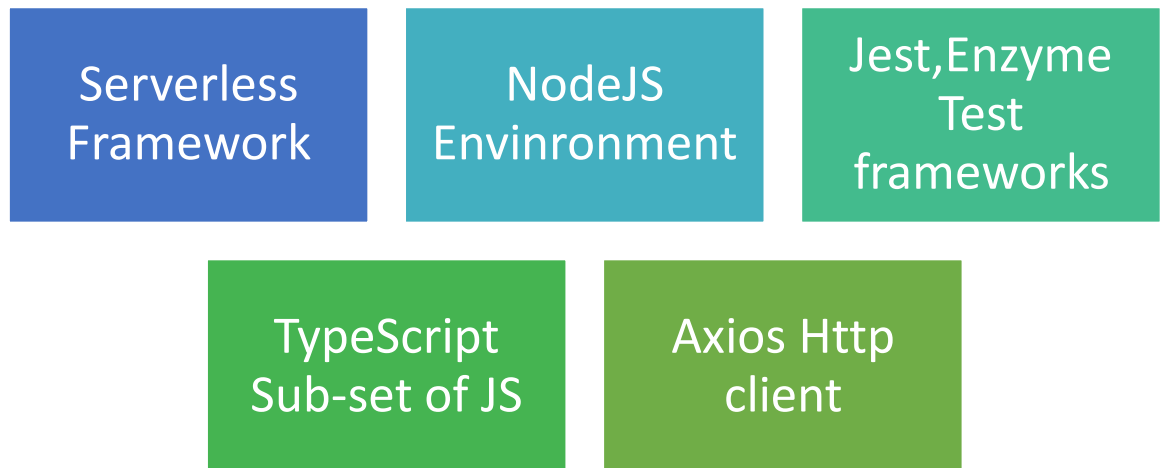 Serverless
Framework
NodeJS
Envinronment
Jest,Enzyme
Test
frameworks
TypeScript
Sub-set of JS
Axios Http
client